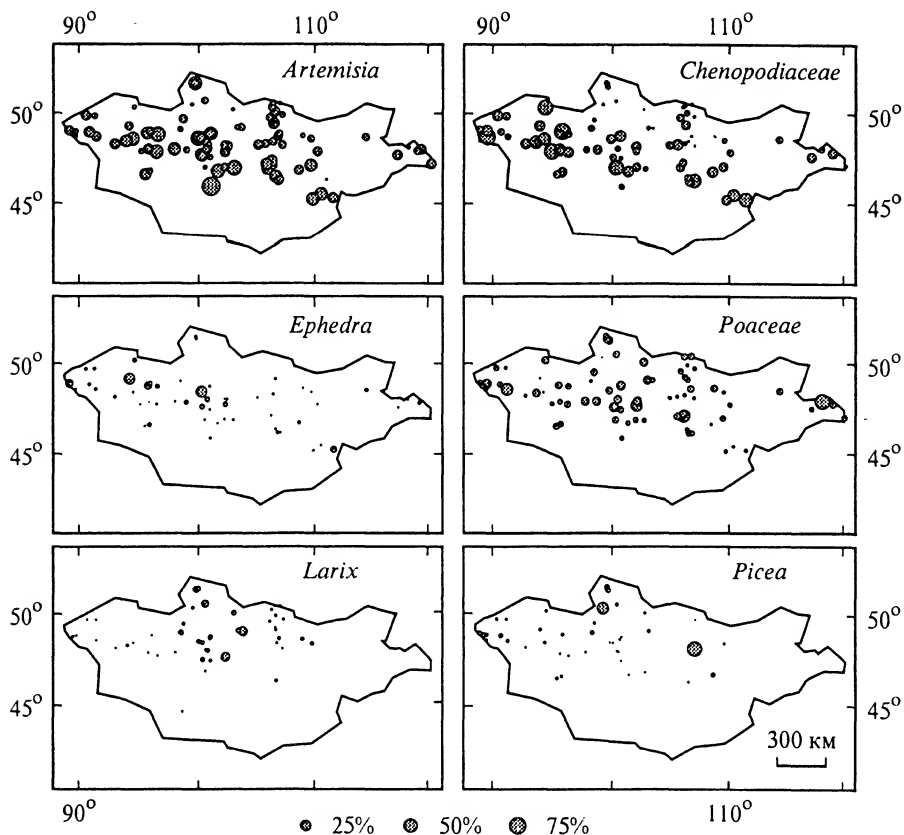 90° 110° 90° 110°
Artemisia Chenopodiaceae
50° 50°
45° 45°
Ephedra Poaceae
50° 50°
45° 45°
Larix Picea
50° 50°
45° 45°
300 км
90° 110°
25% 50% 75%